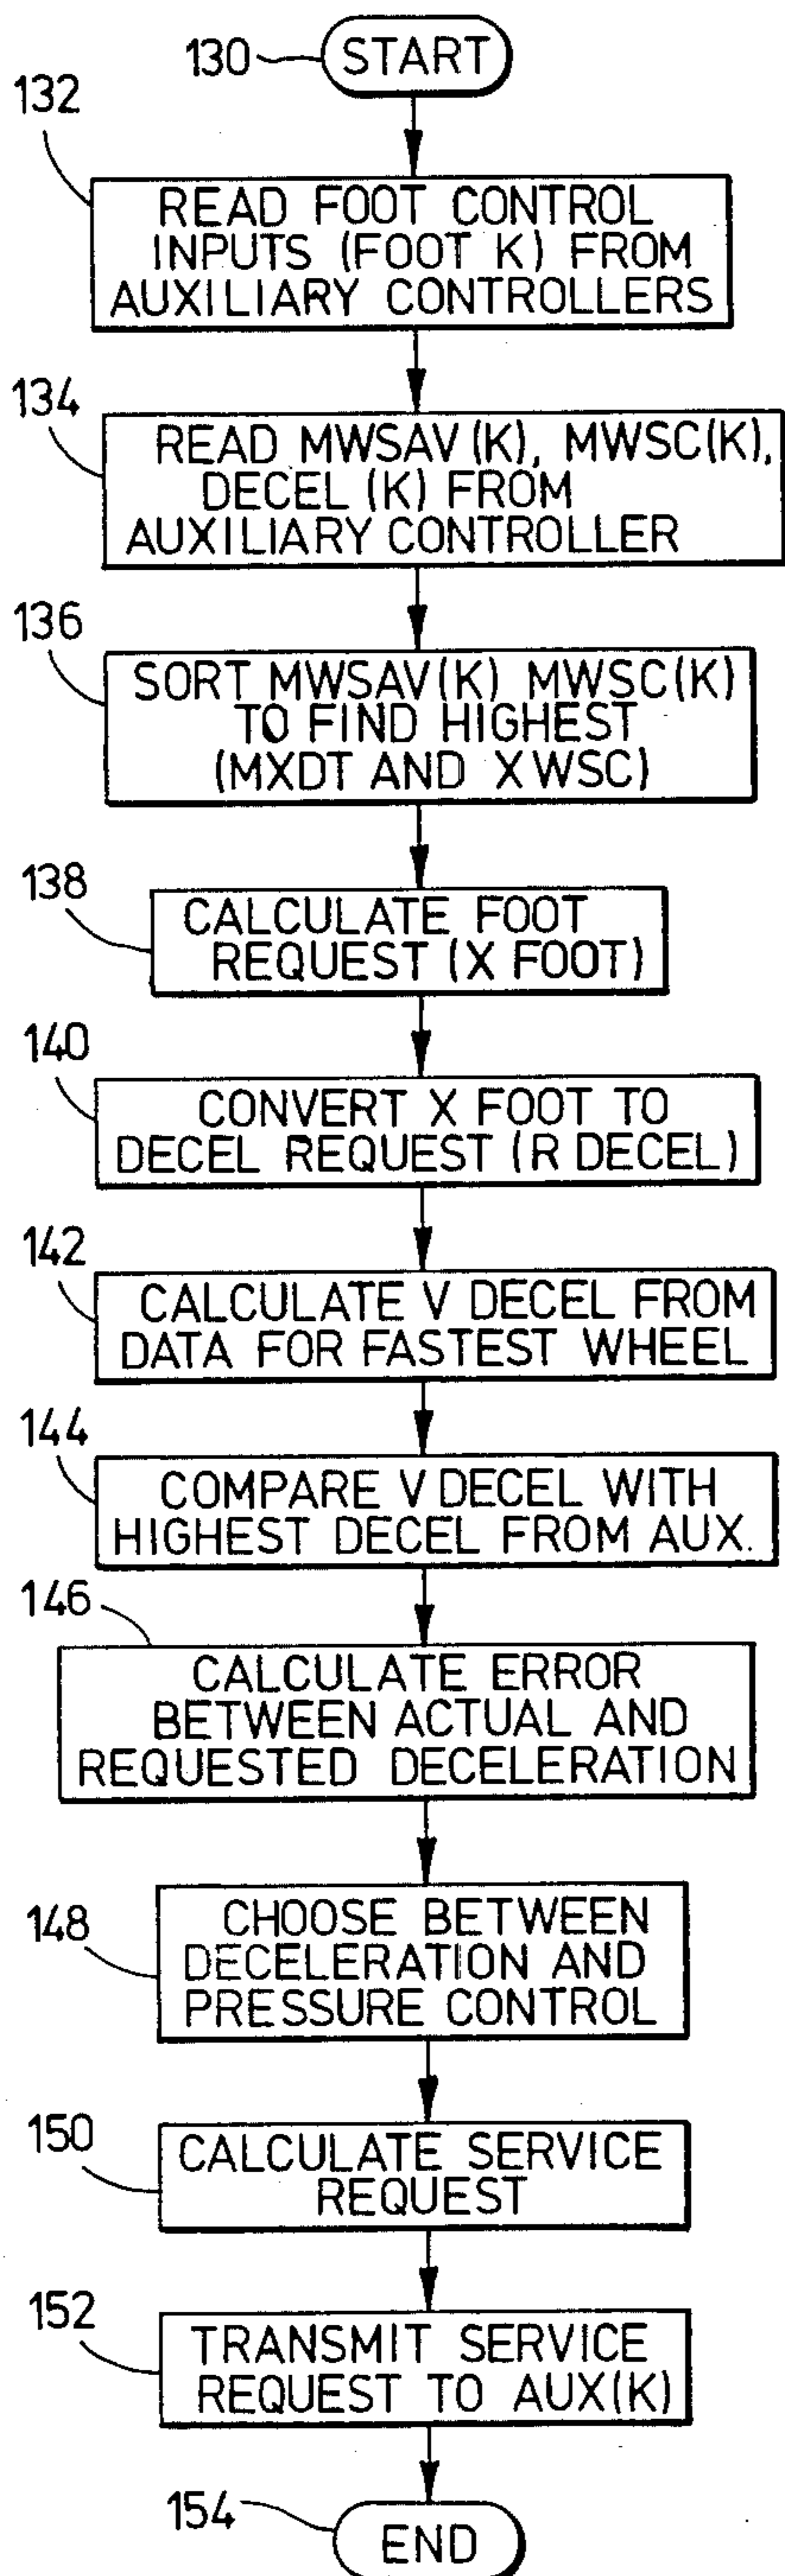 130
START
132
READ FOOT CONTROL
INPUTS (FOOT K) FROM
AUXILIARY CONTROLLERS
134
READ MWSAV(K), MWSC(K),
DECEL (K) FROM
AUXILIARY CONTROLLER
136
SORT MWSAV(K) MWSC(K)
TO FIND HIGHEST
(MXDT AND XWSC)
138
CALCULATE FOOT
REQUEST (X FOOT)
140
CONVERT X FOOT TO
DECEL REQUEST (R DECEL)
142
CALCULATE V DECEL FROM
DATA FOR FASTEST WHEEL
144
COMPARE V DECEL WITH
HIGHEST DECEL FROM AUX.
146
CALCULATE ERROR
BETWEEN ACTUAL AND
REQUESTED DECELERATION
148
CHOOSE BETWEEN
DECELERATION AND
PRESSURE CONTROL
150
CALCULATE SERVICE
REQUEST
152
TRANSMIT SERVICE
REQUEST TO AUX(K)
154
END